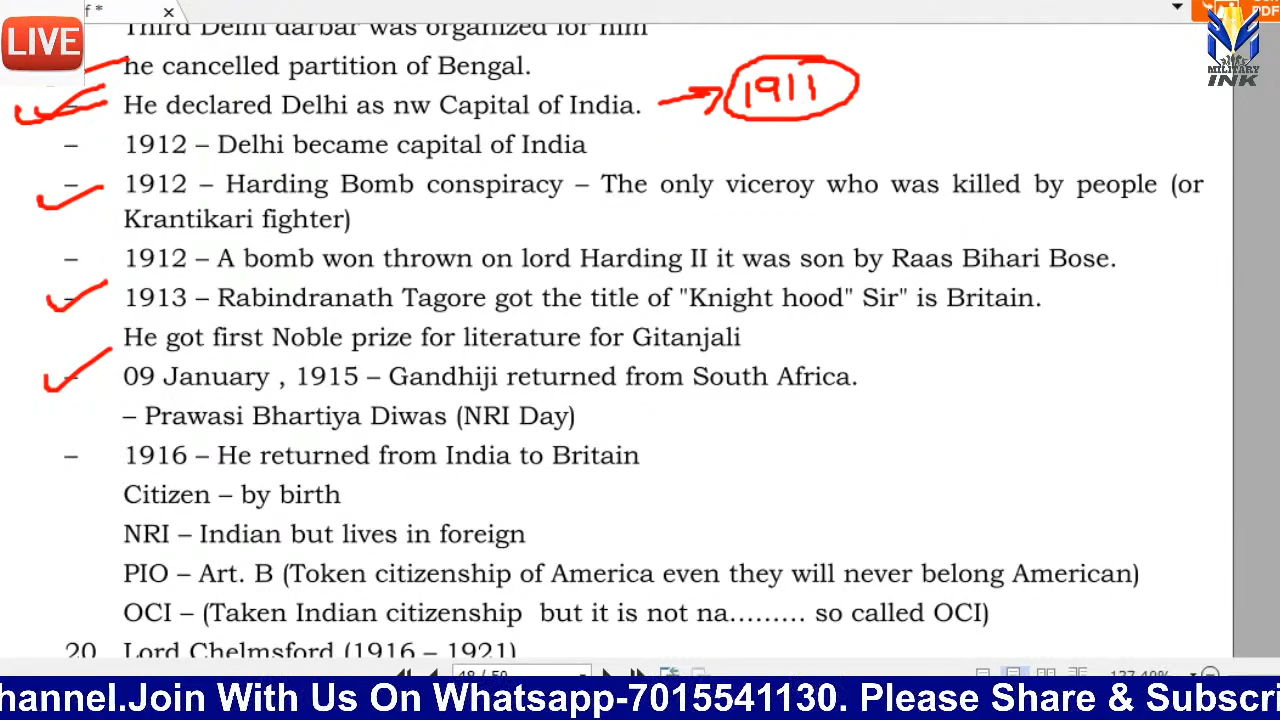 f *
LIVE
PDF
MILITARY
INK
Third Delhi darbar was organized for him
he cancelled partition of Bengal.
– He declared Delhi as nw Capital of India. 1911
– 1912 – Delhi became capital of India
– 1912 – Harding Bomb conspiracy – The only viceroy who was killed by people (or
Krantikari fighter)
– 1912 – A bomb won thrown on lord Harding II it was son by Raas Bihari Bose.
– 1913 – Rabindranath Tagore got the title of "Knight hood" Sir" is Britain.
He got first Noble prize for literature for Gitanjali
– 09 January , 1915 – Gandhiji returned from South Africa.
– Prawasi Bhartiya Diwas (NRI Day)
– 1916 – He returned from India to Britain
Citizen – by birth
NRI – Indian but lives in foreign
PIO – Art. B (Token citizenship of America even they will never belong American)
OCI – (Taken Indian citizenship but it is not na......... so called OCI)
20 Lord Chelmsford (1916 – 1921)
48 / 50
137.49%
hannel.Join With Us On Whatsapp-7015541130. Please Share & Subscri